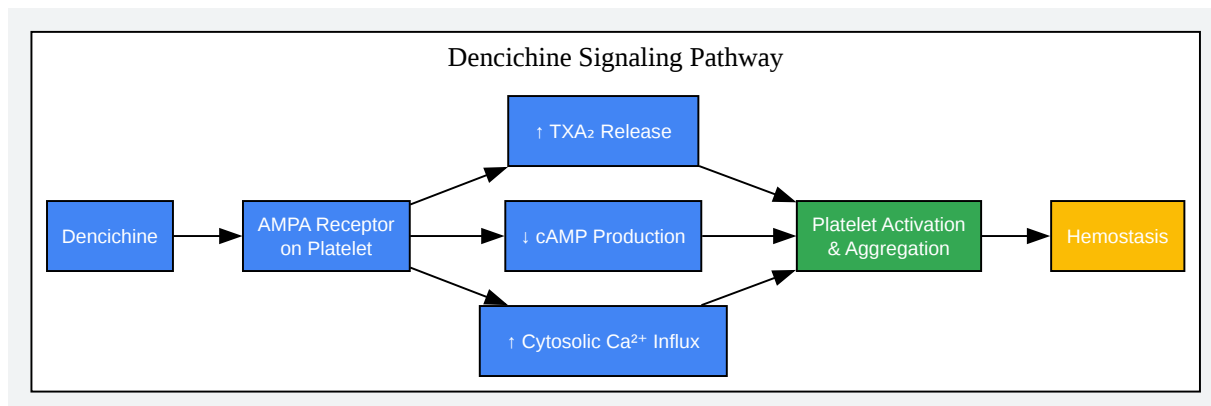 Dencichine Signaling Pathway
↑ TXA₂ Release
Dencichine
AMPA Receptor
on Platelet
↓ cAMP Production
Platelet Activation
& Aggregation
Hemostasis
↑ Cytosolic Ca²⁺ Influx